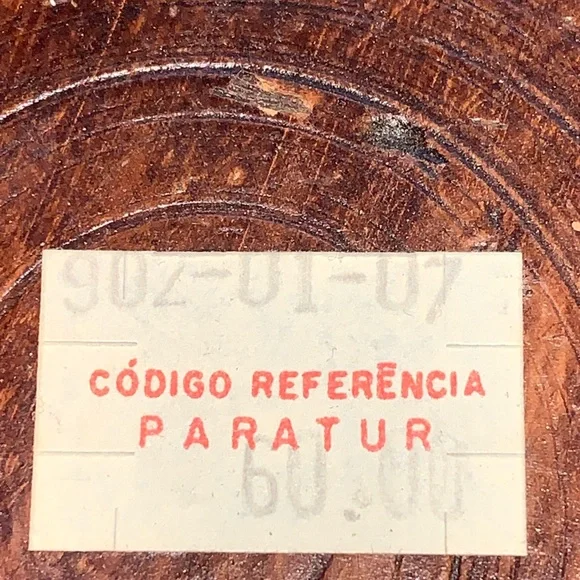 902-01-07
CÓDIGO REFERÊNCIA
PARATUR
60.00